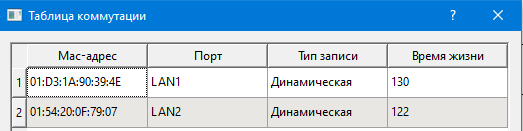 Таблица коммутации
Mac-адрес Порт Тип записи Время жизни
1 01:D3:1A:90:39:4E LAN1 Динамическая 130
2 01:54:20:0F:79:07 LAN2 Динамическая 122